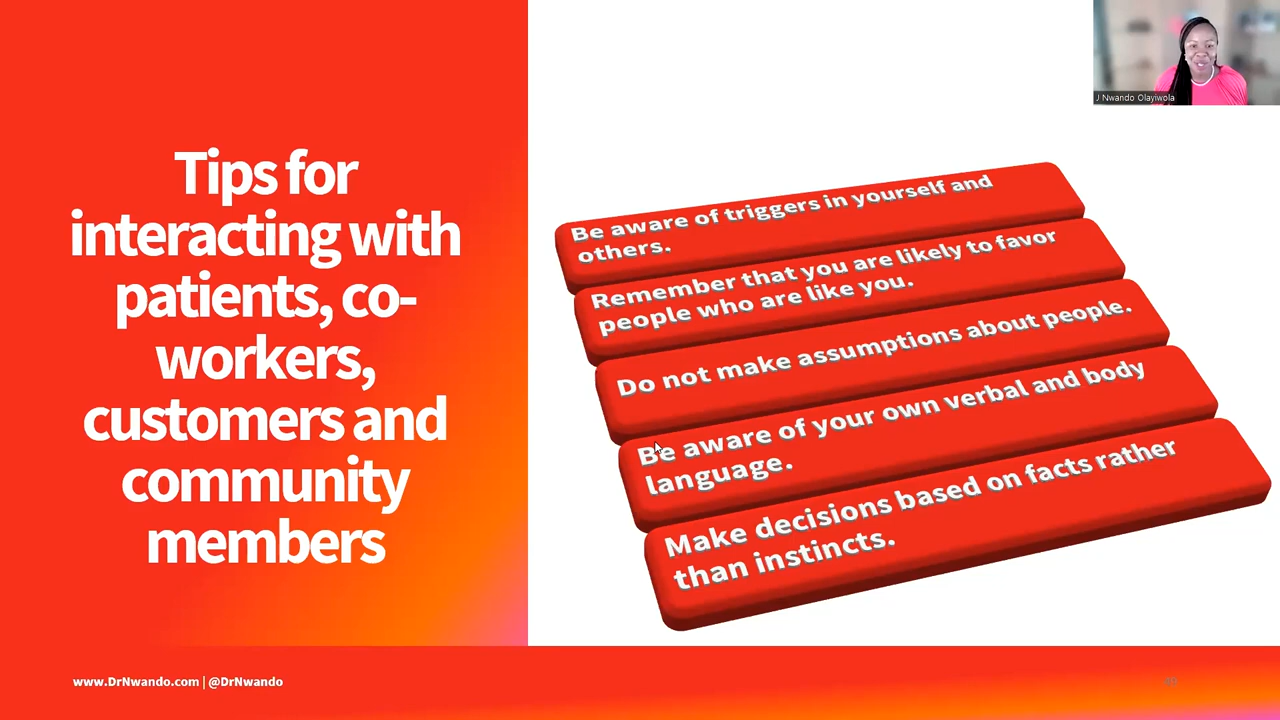 Tips for
interacting with
patients, co-
workers,
customers and
community
members
Be aware of triggers in yourself and
others.
Remember that you are likely to favor
people who are like you.
Do not make assumptions about people.
Be aware of your own verbal and body
language.
Make decisions based on facts rather
than instincts.
J Nwando Olayiwola
www.DrNwando.com | @DrNwando